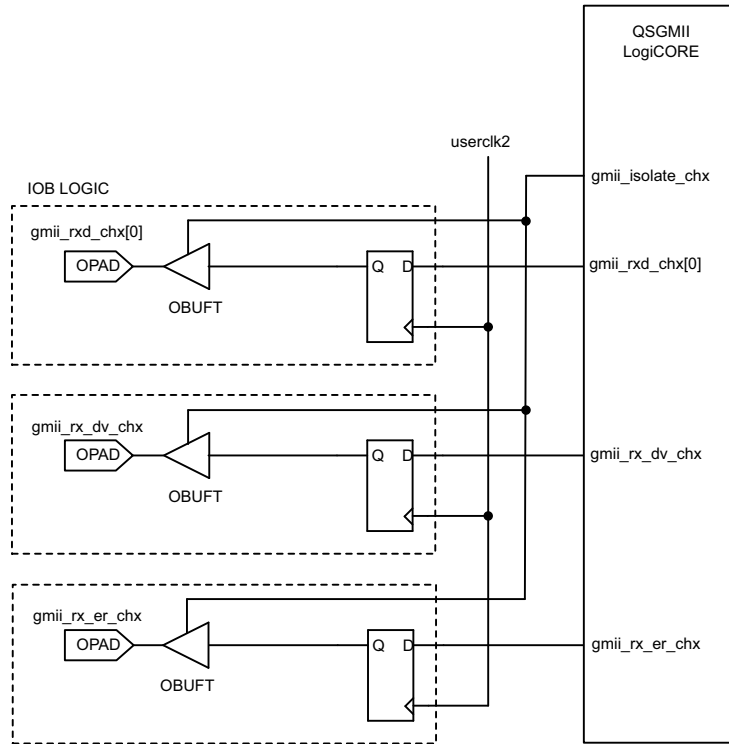 QSGMII
LogiCORE
userclk2
gmii_isolate_chx
IOB LOGIC
gmii_rxd_chx[0]
OPAD
OBUFT
Q D
gmii_rxd_chx[0]
gmii_rx_dv_chx
OPAD
OBUFT
Q D
gmii_rx_dv_chx
gmii_rx_er_chx
OPAD
OBUFT
Q D
gmii_rx_er_chx